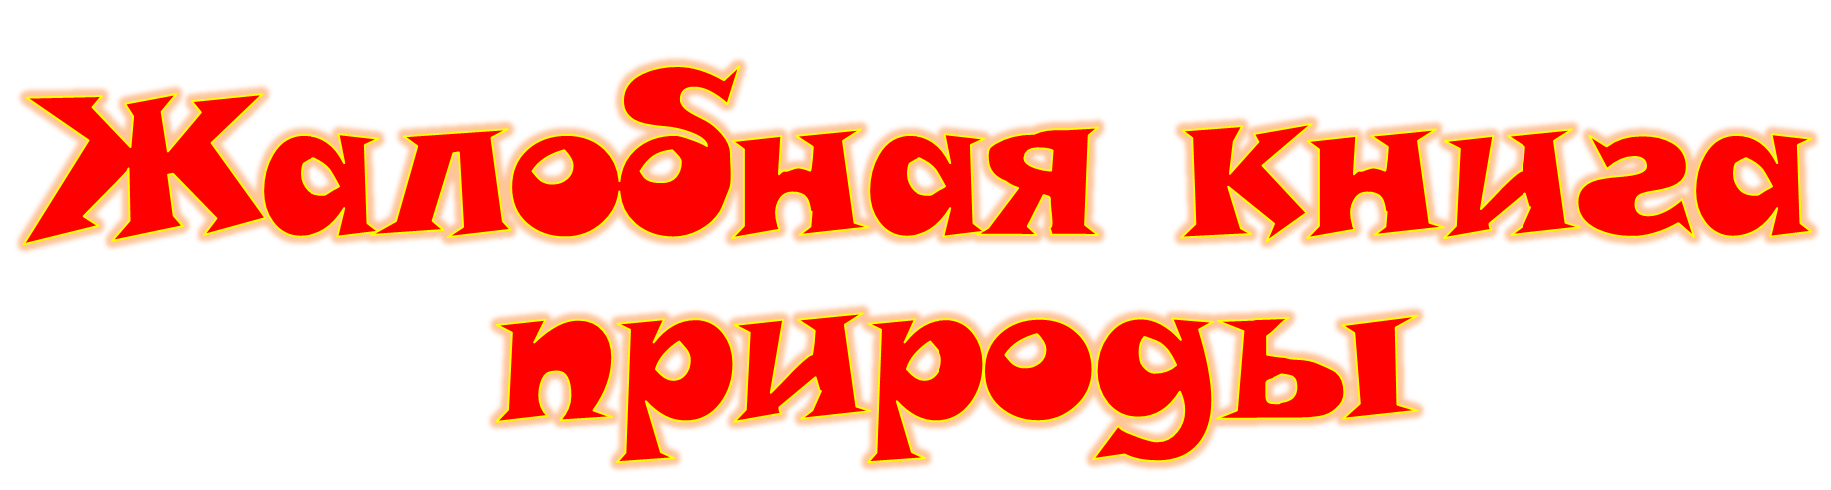 Жалобная книга
природы